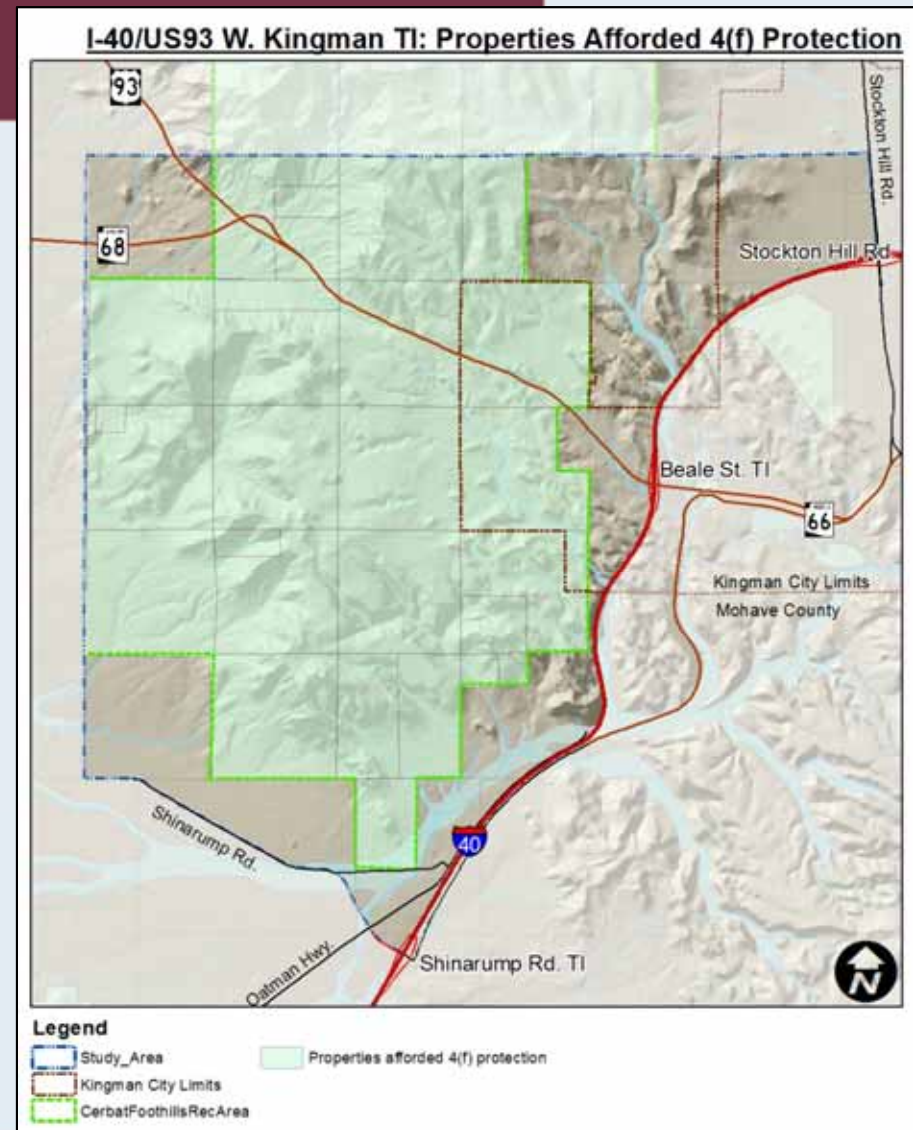 I-40/US93 W. Kingman TI: Properties Afforded 4(f) Protection
93
Stockton Hill Rd.
68
Stockton Hill Rd
Beale St. TI
66
Kingman City Limits
Mohave County
Shinarump Rd.
40
Oatman Hwy
Shinarump Rd. TI
N
Legend
Study_Area
Properties afforded 4(f) protection
Kingman City Limits
CerbatFoothillsRecArea